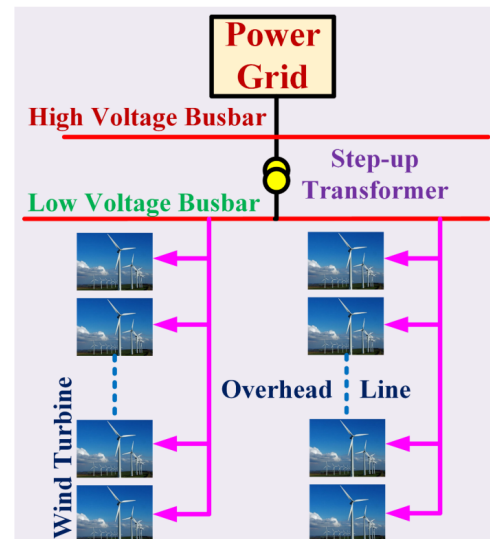 Power
Grid
High Voltage Busbar
Step-up
Transformer
Low Voltage Busbar
Overhead Line
Wind Turbine